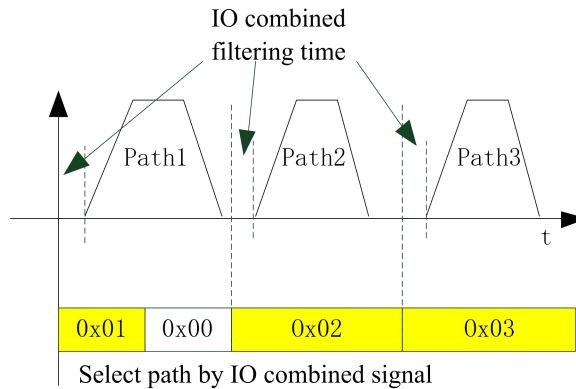 IO combined
filtering time
Path1
Path2
Path3
t
0x01
0x00
0x02
0x03
Select path by IO combined signal